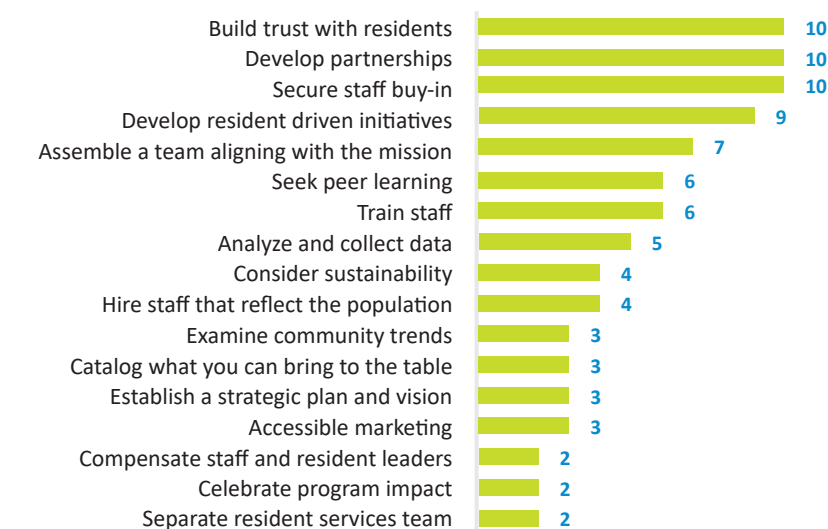 Build trust with residents 10
Develop partnerships 10
Secure staff buy-in 10
Develop resident driven initiatives 9
Assemble a team aligning with the mission 7
Seek peer learning 6
Train staff 6
Analyze and collect data 5
Consider sustainability 4
Hire staff that reflect the population 4
Examine community trends 3
Catalog what you can bring to the table 3
Establish a strategic plan and vision 3
Accessible marketing 3
Compensate staff and resident leaders 2
Celebrate program impact 2
Separate resident services team 2